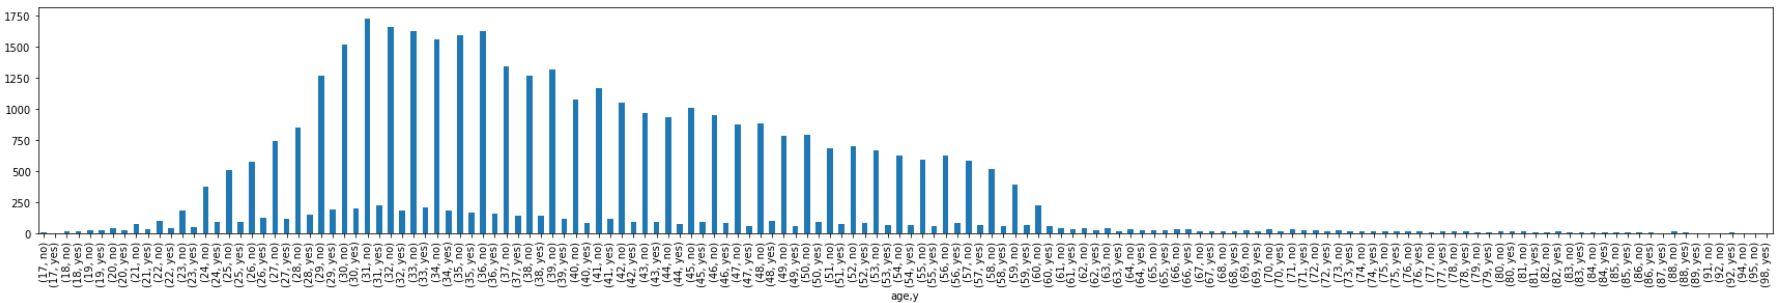 1750
1500
1250
1000
750
500
250
0
(17, no)
(17, yes)
(18, no)
(18, yes)
(19, no)
(19, yes)
(20, no)
(20, yes)
(21, no)
(21, yes)
(22, no)
(22, yes)
(23, no)
(23, yes)
(24, no)
(24, yes)
(25, no)
(25, yes)
(26, no)
(26, yes)
(27, no)
(27, yes)
(28, no)
(28, yes)
(29, no)
(29, yes)
(30, no)
(30, yes)
(31, no)
(31, yes)
(32, no)
(32, yes)
(33, no)
(33, yes)
(34, no)
(34, yes)
(35, no)
(35, yes)
(36, no)
(36, yes)
(37, no)
(37, yes)
(38, no)
(38, yes)
(39, no)
(39, yes)
(40, no)
(40, yes)
(41, no)
(41, yes)
(42, no)
(42, yes)
(43, no)
(43, yes)
(44, no)
(44, yes)
(45, no)
(45, yes)
(46, no)
(46, yes)
(47, no)
(47, yes)
(48, no)
(48, yes)
(49, no)
(49, yes)
(50, no)
(50, yes)
(51, no)
(51, yes)
(52, no)
(52, yes)
(53, no)
(53, yes)
(54, no)
(54, yes)
(55, no)
(55, yes)
(56, no)
(56, yes)
(57, no)
(57, yes)
(58, no)
(58, yes)
(59, no)
(59, yes)
(60, no)
(60, yes)
(61, no)
(61, yes)
(62, no)
(62, yes)
(63, no)
(63, yes)
(64, no)
(64, yes)
(65, no)
(65, yes)
(66, no)
(66, yes)
(67, no)
(67, yes)
(68, no)
(68, yes)
(69, no)
(69, yes)
(70, no)
(70, yes)
(71, no)
(71, yes)
(72, no)
(72, yes)
(73, no)
(73, yes)
(74, no)
(74, yes)
(75, no)
(75, yes)
(76, no)
(76, yes)
(77, no)
(77, yes)
(78, no)
(78, yes)
(79, no)
(79, yes)
(80, no)
(80, yes)
(81, no)
(81, yes)
(82, no)
(82, yes)
(83, no)
(83, yes)
(84, no)
(84, yes)
(85, no)
(85, yes)
(86, no)
(86, yes)
(87, yes)
(88, no)
(88, yes)
(89, yes)
(91, no)
(92, no)
(92, yes)
(94, no)
(95, no)
(98, yes)
age,y